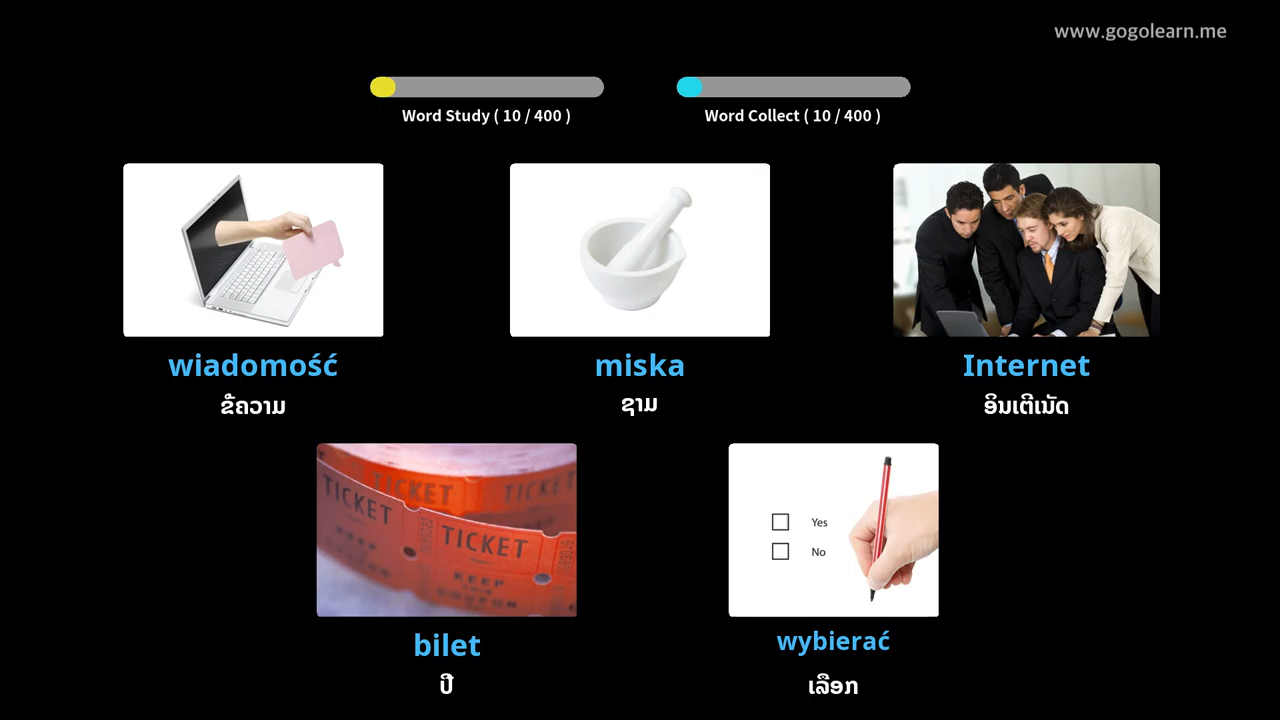 www.gogolearn.me
Word Study ( 10 / 400 )
Word Collect ( 10 / 400 )
wiadomość
ຂໍ້ຄວາມ
miska
ຊາມ
Internet
ອິນເຕີເນັດ
TICKET
TICKET
TICKET
TICKET
KEEP
bilet
ປີ້
Yes
No
wybierać
ເລືອກ